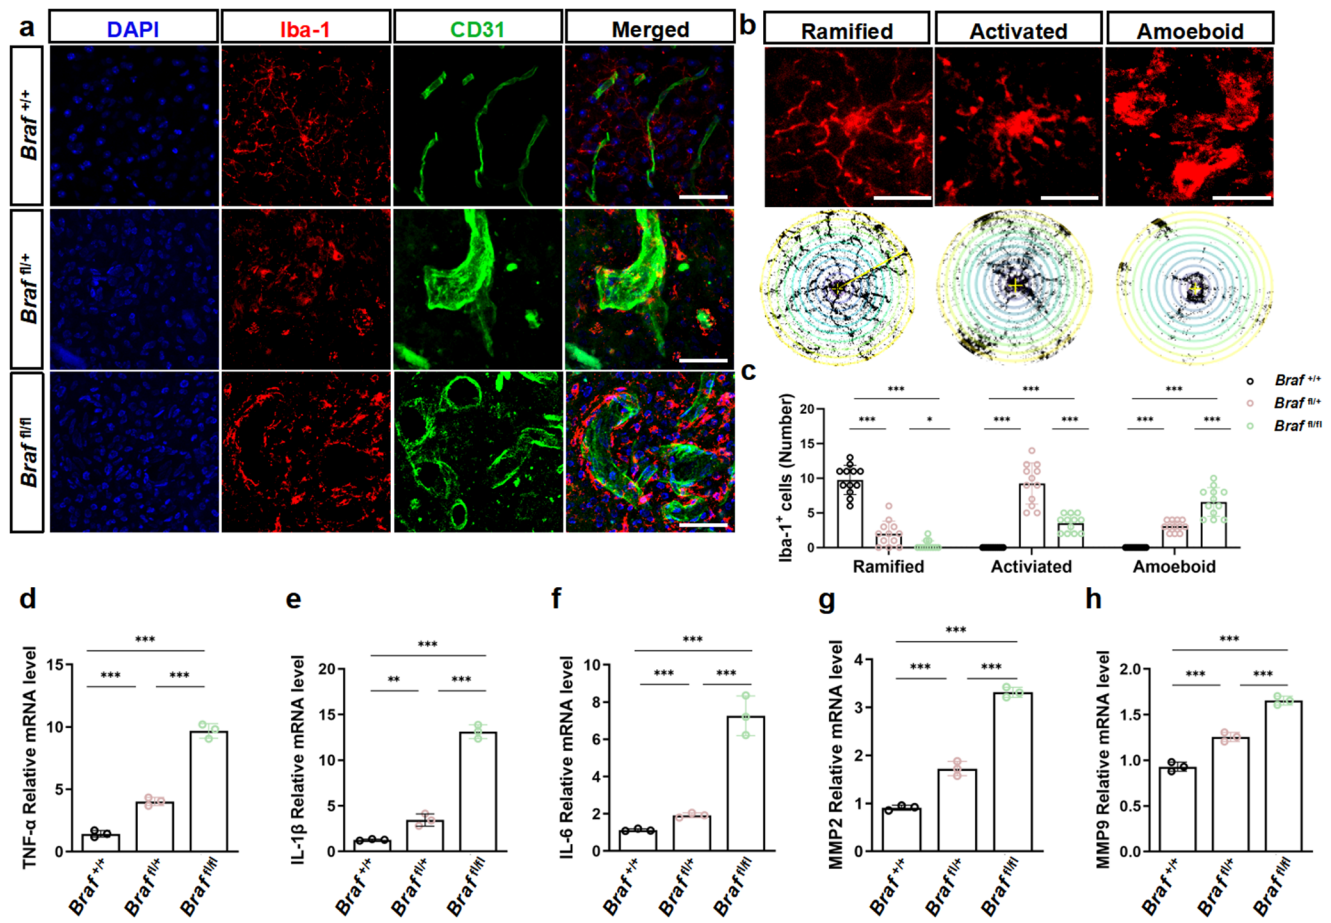 a
DAPI
Iba-1
CD31
Merged
Braf +/+
Braf fl/+
Braf fl/fl
b
Ramified
Activated
Amoeboid
c
*** *** ***
*** * *** *** *** ***
Iba-1+ cells (Number)
20
15
10
5
0
Ramified
Activiated
Amoeboid
Braf +/+
Braf fl/+
Braf fl/fl
d
TNF-α Relative mRNA level
15
10
5
0
***
*** ***
Braf +/+
Braf fl/+
Braf fl/fl
e
IL-1β Relative mRNA level
20
15
10
5
0
***
** ***
Braf +/+
Braf fl/+
Braf fl/fl
f
IL-6 Relative mRNA level
10
8
6
4
2
0
***
*** ***
Braf +/+
Braf fl/+
Braf fl/fl
g
MMP2 Relative mRNA level
4
3
2
1
0
***
*** ***
Braf +/+
Braf fl/+
Braf fl/fl
h
MMP9 Relative mRNA level
2.0
1.5
1.0
0.5
0.0
***
*** ***
Braf +/+
Braf fl/+
Braf fl/fl